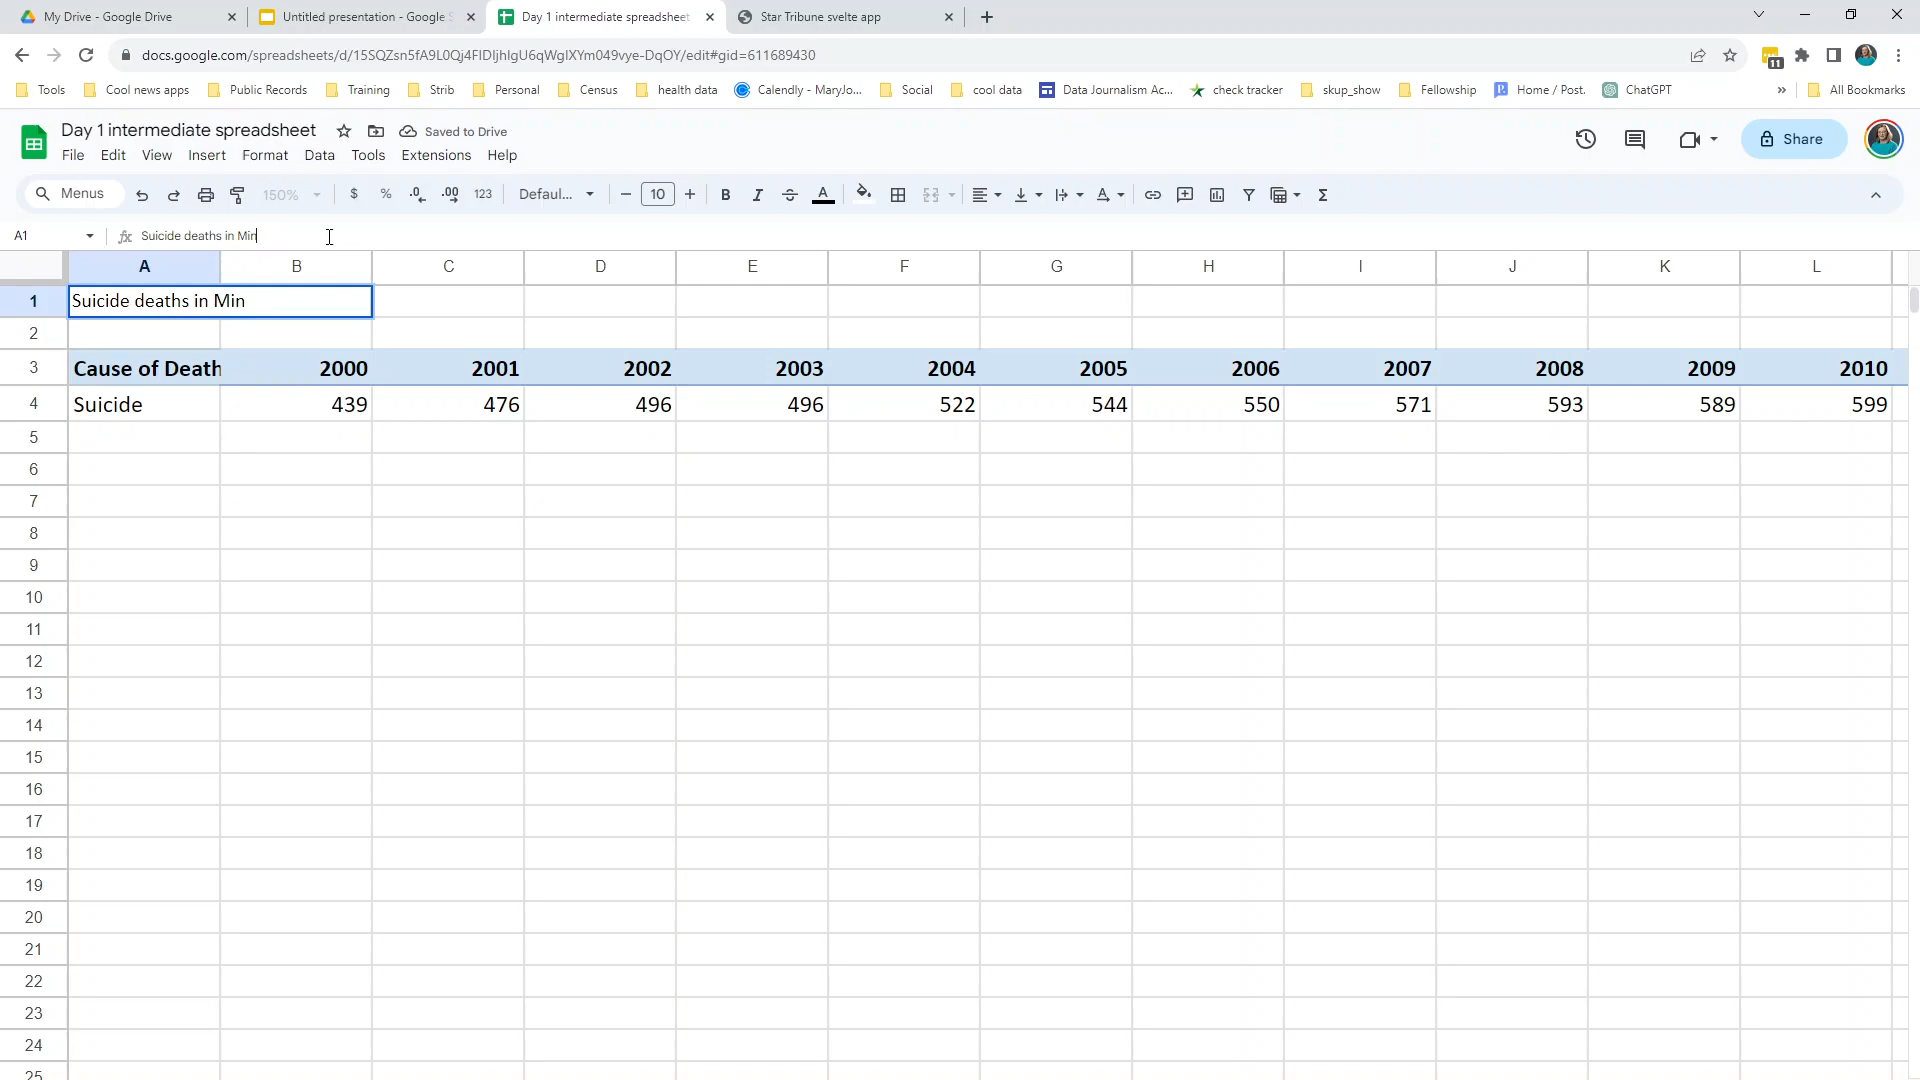 My Drive - Google Drive
Untitled presentation - Google S
Day 1 intermediate spreadsheet
Star Tribune svelte app
docs.google.com/spreadsheets/d/15SQZsn5fA9L0Qj4FIDIjhIgU6qWgIXYm049vye-DqOY/edit#gid=611689430
11
Tools Cool news apps Public Records Training Strib Personal Census health data Calendly - MaryJo... Social cool data Data Journalism Ac... check tracker skup_show Fellowship Home / Post. ChatGPT » All Bookmarks
Day 1 intermediate spreadsheet Saved to Drive
File Edit View Insert Format Data Tools Extensions Help
Share
Menus 150% $ % .0 .00 123 Defaul... − 10 + B I A Σ
A1 fx Suicide deaths in Min
A B C D E F G H I J K L
1 Suicide deaths in Min
2
3 Cause of Death 2000 2001 2002 2003 2004 2005 2006 2007 2008 2009 2010
4 Suicide 439 476 496 496 522 544 550 571 593 589 599
5
6
7
8
9
10
11
12
13
14
15
16
17
18
19
20
21
22
23
24
25